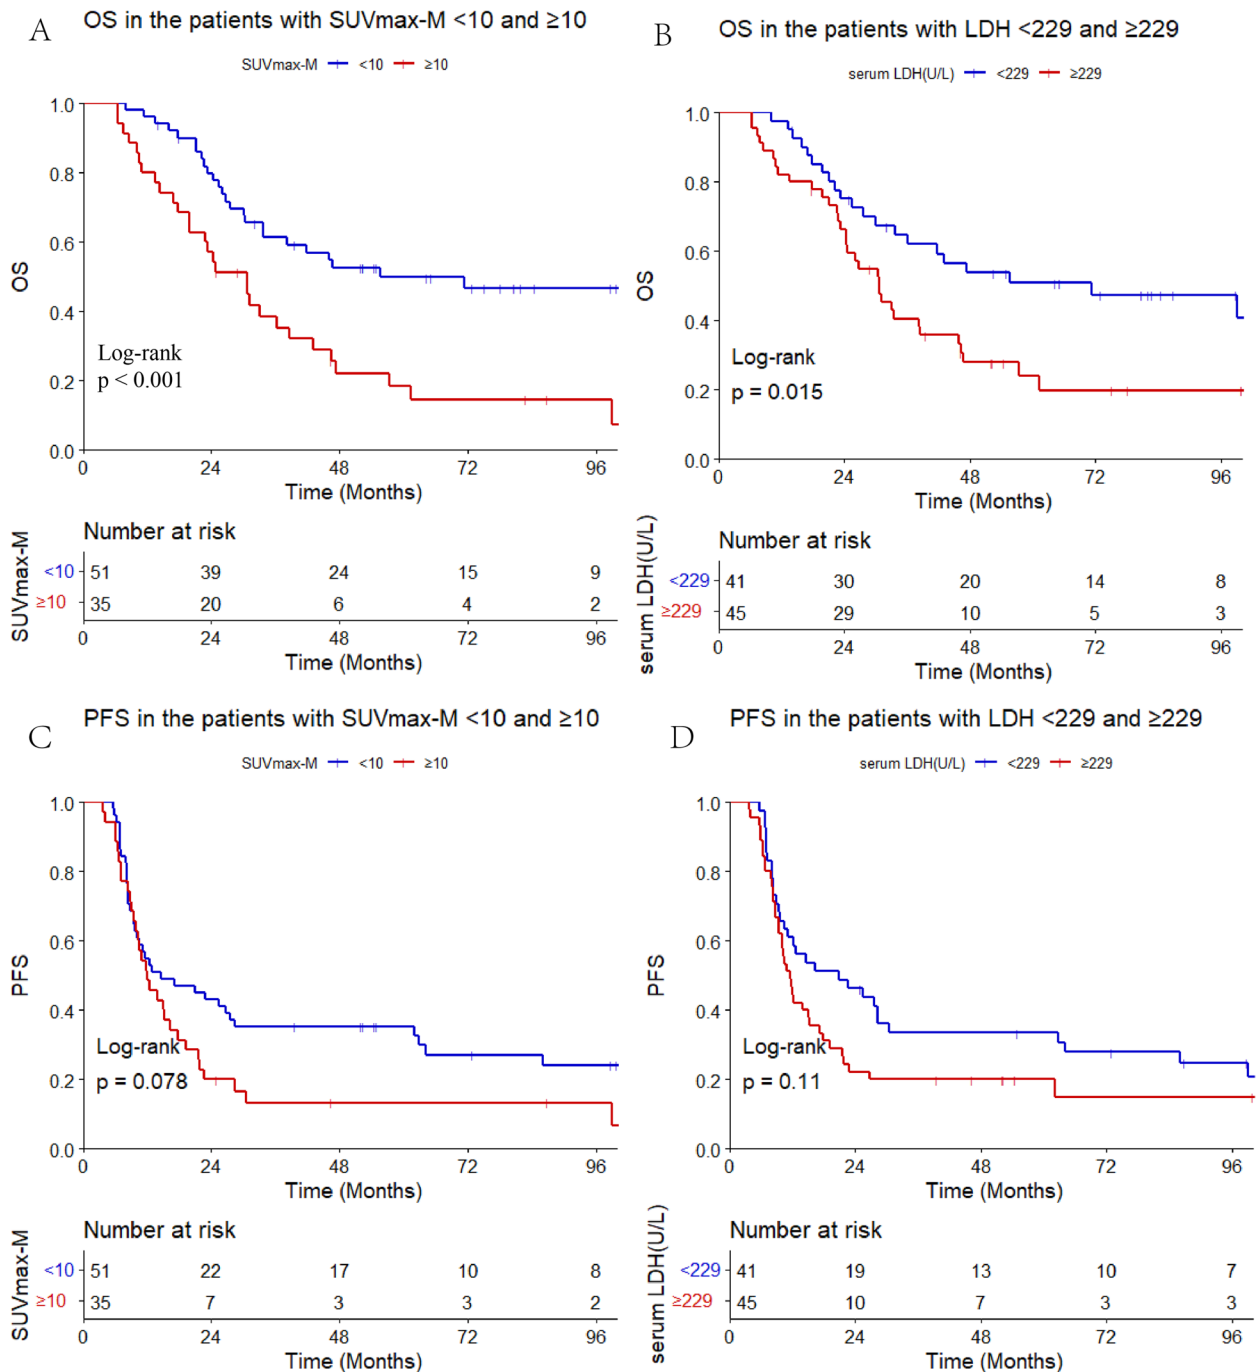 A
OS in the patients with SUVmax-M <10 and ≥10
SUVmax-M <10 ≥10
1.0
0.8
0.6
0.4
0.2
0.0
OS
Log-rank
p < 0.001
0 24 48 72 96
Time (Months)
Number at risk
SUVmax-M
<10 51 39 24 15 9
≥10 35 20 6 4 2
0 24 48 72 96
Time (Months)
B
OS in the patients with LDH <229 and ≥229
serum LDH(U/L) <229 ≥229
1.0
0.8
0.6
0.4
0.2
0.0
OS
Log-rank
p = 0.015
0 24 48 72 96
Time (Months)
Number at risk
serum LDH(U/L)
<229 41 30 20 14 8
≥229 45 29 10 5 3
0 24 48 72 96
Time (Months)
C
PFS in the patients with SUVmax-M <10 and ≥10
SUVmax-M <10 ≥10
1.0
0.8
0.6
0.4
0.2
0.0
PFS
Log-rank
p = 0.078
0 24 48 72 96
Time (Months)
Number at risk
SUVmax-M
<10 51 22 17 10 8
≥10 35 7 3 3 2
0 24 48 72 96
Time (Months)
D
PFS in the patients with LDH <229 and ≥229
serum LDH(U/L) <229 ≥229
1.0
0.8
0.6
0.4
0.2
0.0
PFS
Log-rank
p = 0.11
0 24 48 72 96
Time (Months)
Number at risk
serum LDH(U/L)
<229 41 19 13 10 7
≥229 45 10 7 3 3
0 24 48 72 96
Time (Months)